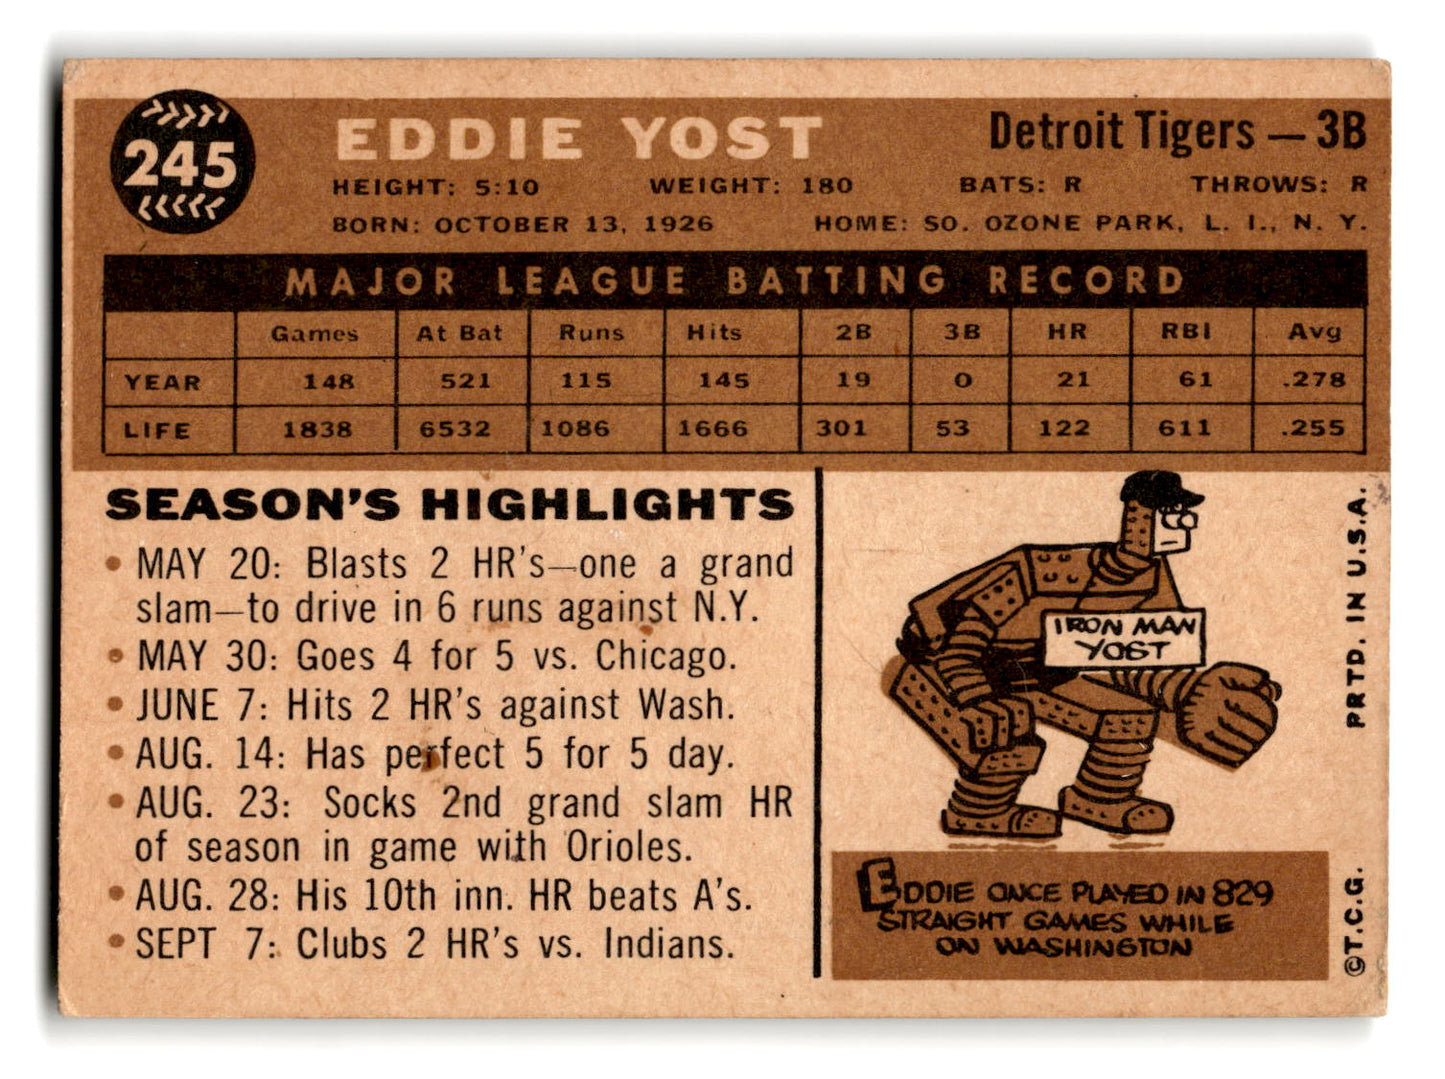 245
EDDIE YOST
Detroit Tigers — 3B
HEIGHT: 5:10 WEIGHT: 180 BATS: R THROWS: R
BORN: OCTOBER 13, 1926 HOME: SO. OZONE PARK, L. I., N. Y.
MAJOR LEAGUE BATTING RECORD
Games At Bat Runs Hits 2B 3B HR RBI Avg
YEAR 148 521 115 145 19 0 21 61 .278
LIFE 1838 6532 1086 1666 301 53 122 611 .255
SEASON'S HIGHLIGHTS
• MAY 20: Blasts 2 HR's—one a grand
slam—to drive in 6 runs against N.Y.
• MAY 30: Goes 4 for 5 vs. Chicago.
• JUNE 7: Hits 2 HR's against Wash.
• AUG. 14: Has perfect 5 for 5 day.
• AUG. 23: Socks 2nd grand slam HR
of season in game with Orioles.
• AUG. 28: His 10th inn. HR beats A's.
• SEPT 7: Clubs 2 HR's vs. Indians.
IRON MAN
YOST
EDDIE ONCE PLAYED IN 829
STRAIGHT GAMES WHILE
ON WASHINGTON
©T.C.G. PRTD. IN U.S.A.